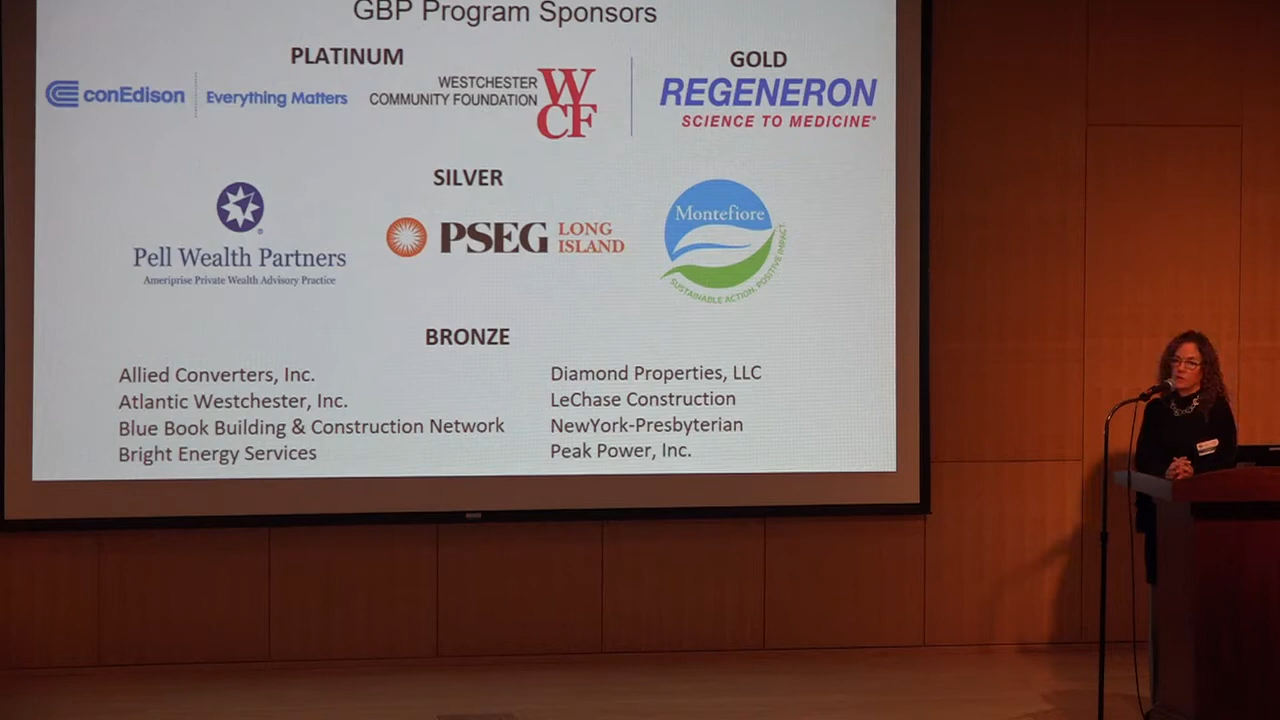 GBP Program Sponsors
PLATINUM
conEdison
Everything Matters
WESTCHESTER
COMMUNITY FOUNDATION
W
CF
GOLD
REGENERON
SCIENCE TO MEDICINE®
SILVER
Pell Wealth Partners
Ameriprise Private Wealth Advisory Practice
PSEG
LONG
ISLAND
Montefiore
SUSTAINABLE ACTION. POSITIVE IMPACT.
BRONZE
Allied Converters, Inc.
Atlantic Westchester, Inc.
Blue Book Building & Construction Network
Bright Energy Services
Diamond Properties, LLC
LeChase Construction
NewYork-Presbyterian
Peak Power, Inc.